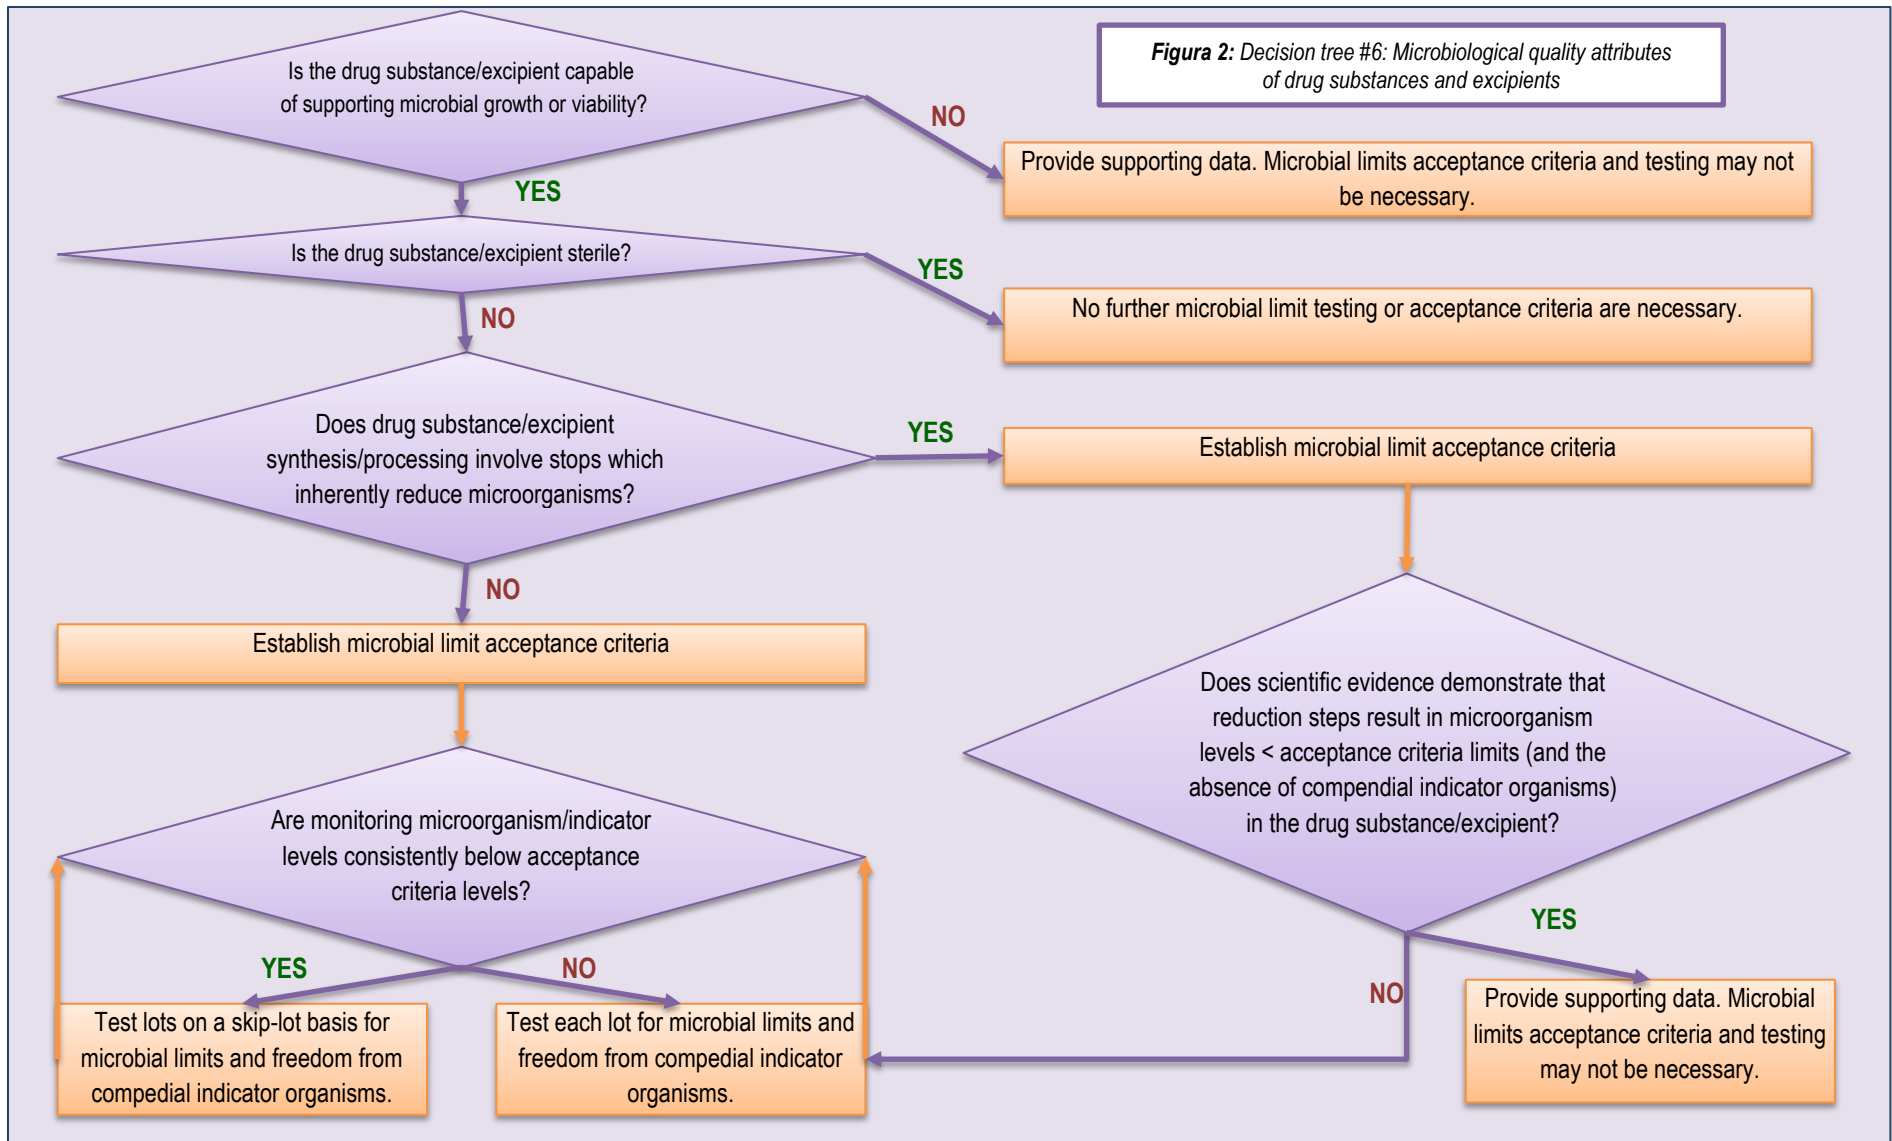 Figura 2: Decision tree #6: Microbiological quality attributes
of drug substances and excipients
Is the drug substance/excipient capable
of supporting microbial growth or viability?
NO
Provide supporting data. Microbial limits acceptance criteria and testing may not
be necessary.
YES
Is the drug substance/excipient sterile?
YES
No further microbial limit testing or acceptance criteria are necessary.
NO
Does drug substance/excipient
synthesis/processing involve stops which
inherently reduce microorganisms?
YES
Establish microbial limit acceptance criteria
NO
Establish microbial limit acceptance criteria
Does scientific evidence demonstrate that
reduction steps result in microorganism
levels < acceptance criteria limits (and the
absence of compendial indicator organisms)
in the drug substance/excipient?
Are monitoring microorganism/indicator
levels consistently below acceptance
criteria levels?
YES
NO
YES
NO
Test lots on a skip-lot basis for
microbial limits and freedom from
compedial indicator organisms.
Test each lot for microbial limits and
freedom from compedial indicator
organisms.
Provide supporting data. Microbial
limits acceptance criteria and testing
may not be necessary.